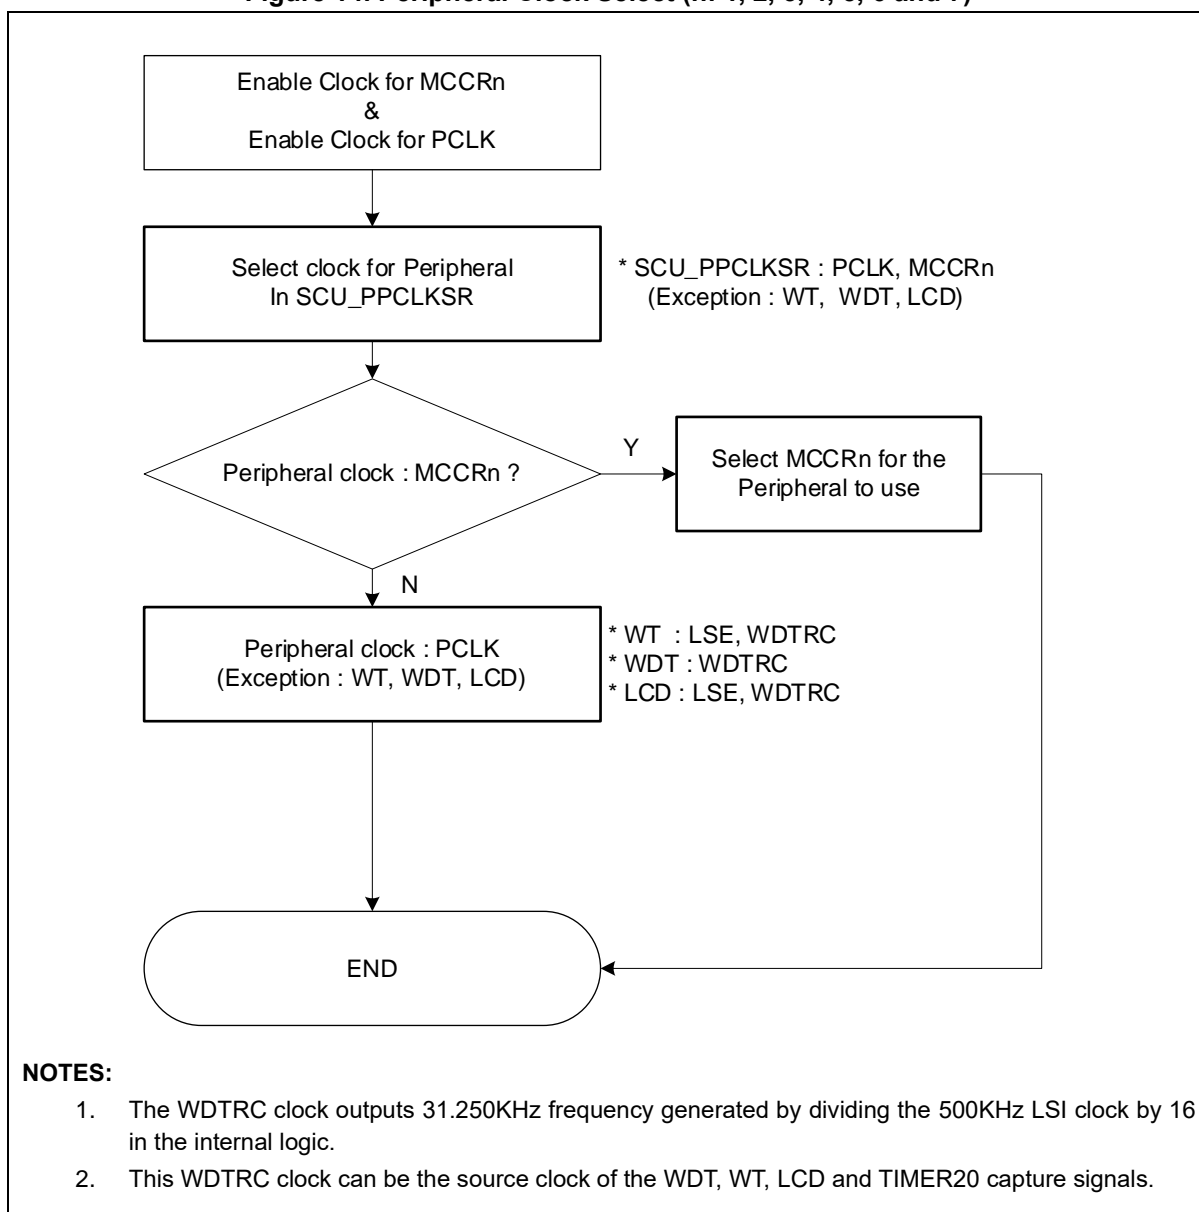 Enable Clock for MCCRn
&
Enable Clock for PCLK
Select clock for Peripheral
In SCU_PPCLKSR
* SCU_PPCLKSR : PCLK, MCCRn
(Exception : WT, WDT, LCD)
Peripheral clock : MCCRn ?
Y
Select MCCRn for the
Peripheral to use
N
Peripheral clock : PCLK
(Exception : WT, WDT, LCD)
* WT : LSE, WDTRC
* WDT : WDTRC
* LCD : LSE, WDTRC
END
NOTES:
1. The WDTRC clock outputs 31.250KHz frequency generated by dividing the 500KHz LSI clock by 16
in the internal logic.
2. This WDTRC clock can be the source clock of the WDT, WT, LCD and TIMER20 capture signals.